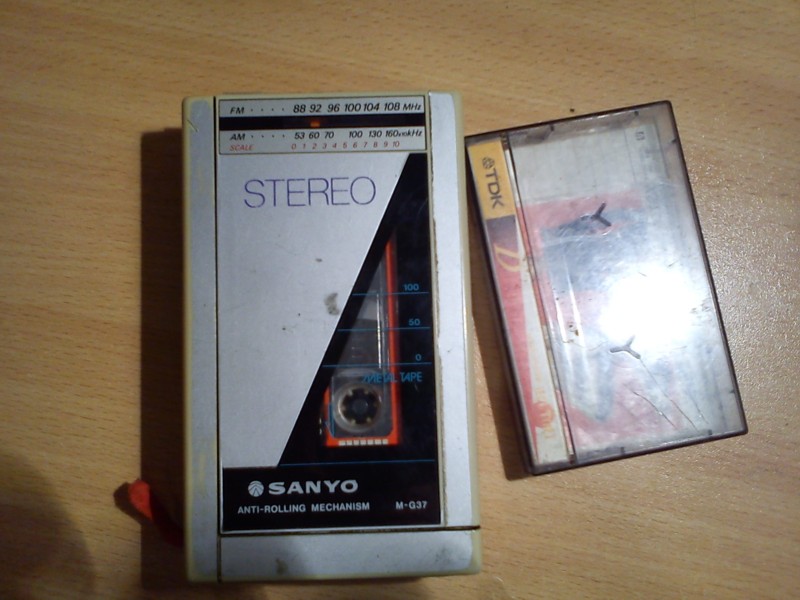 FM · · · · 88 92 96 100 104 108 MHz
AM · · · · 53 60 70 100 130 160 x10kHz
SCALE 0 1 2 3 4 5 6 7 8 9 10
STEREO
100
50
0
METAL TAPE
SANYO
ANTI-ROLLING MECHANISM M-G37
TDK
D